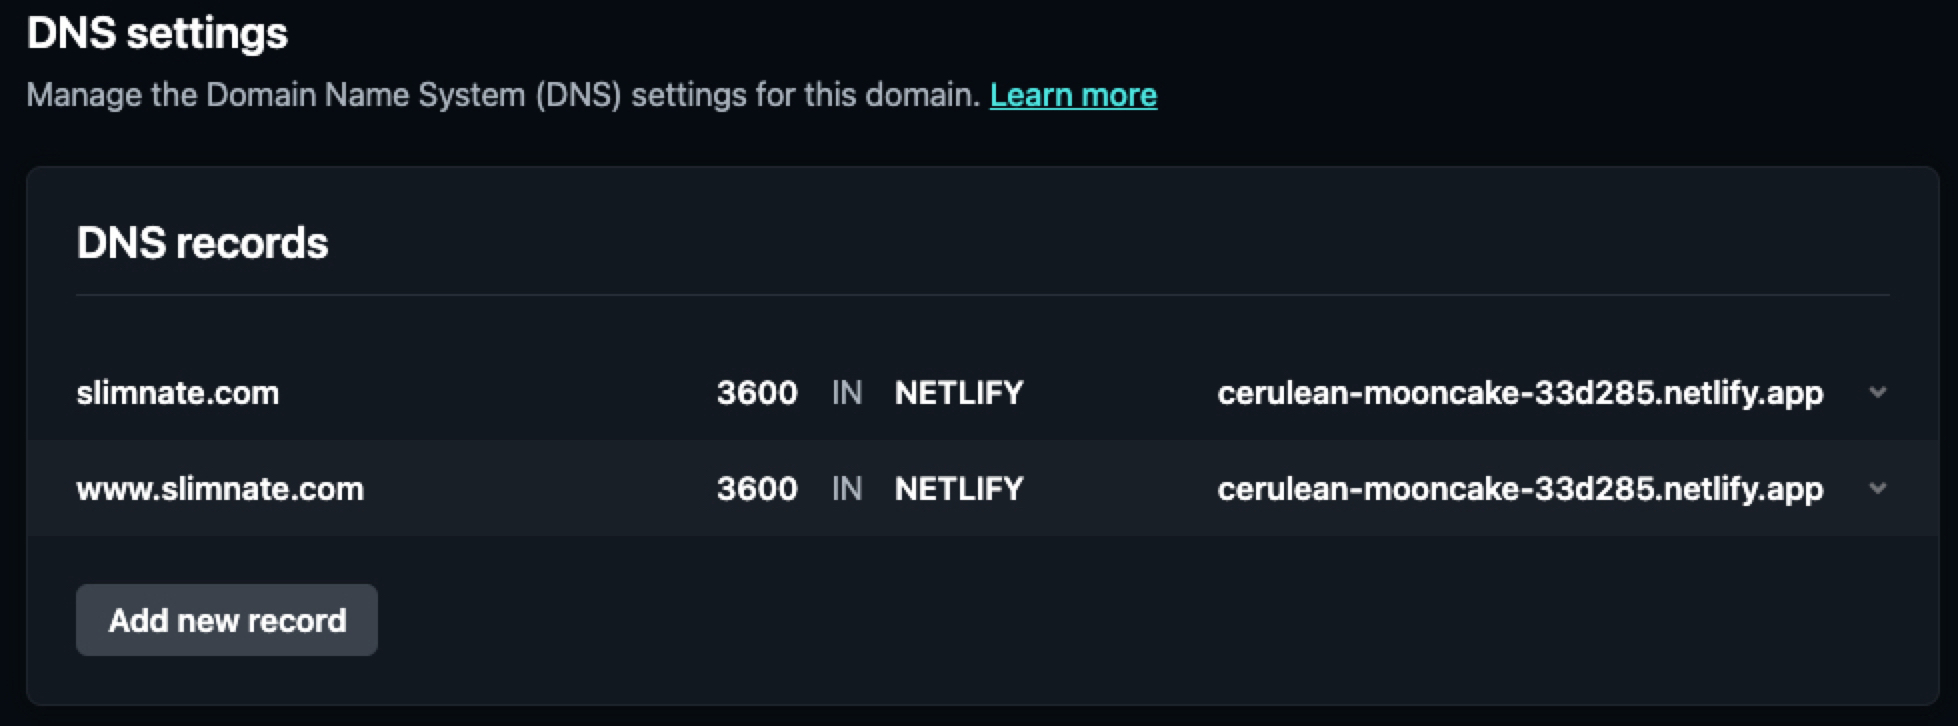 DNS settings
Manage the Domain Name System (DNS) settings for this domain. Learn more
DNS records
slimnate.com 3600 IN NETLIFY cerulean-mooncake-33d285.netlify.app
www.slimnate.com 3600 IN NETLIFY cerulean-mooncake-33d285.netlify.app
Add new record